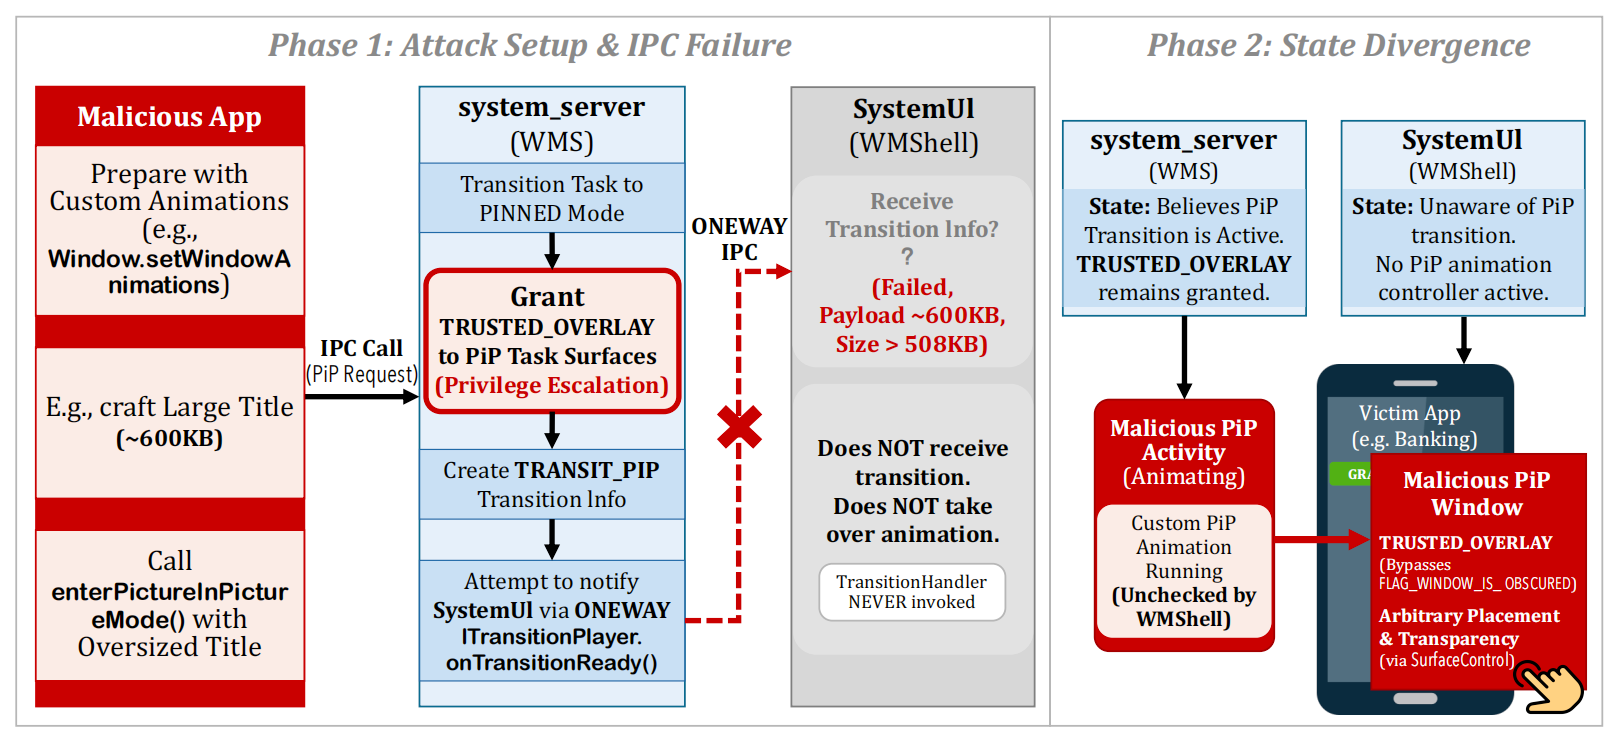 Phase 1: Attack Setup & IPC Failure
Malicious App
Prepare with
Custom Animations
(e.g.,
Window.setWindowA
nimations)
E.g., craft Large Title
(~600KB)
Call
enterPictureInPictur
eMode() with
Oversized Title
IPC Call
(PiP Request)
system_server
(WMS)
Transition Task to
PINNED Mode
Grant
TRUSTED_OVERLAY
to PiP Task Surfaces
(Privilege Escalation)
Create TRANSIT_PIP
Transition Info
Attempt to notify
SystemUI via ONEWAY
ITransitionPlayer.
onTransitionReady()
ONEWAY
IPC
SystemUI
(WMShell)
Receive
Transition Info?
?
(Failed,
Payload ~600KB,
Size > 508KB)
Does NOT receive
transition.
Does NOT take
over animation.
TransitionHandler
NEVER invoked
Phase 2: State Divergence
system_server
(WMS)
State: Believes PiP
Transition is Active.
TRUSTED_OVERLAY
remains granted.
SystemUI
(WMShell)
State: Unaware of PiP
transition.
No PiP animation
controller active.
Malicious PiP
Activity
(Animating)
Custom PiP
Animation
Running
(Unchecked by
WMShell)
Victim App
(e.g. Banking)
GRA
Malicious PiP
Window
TRUSTED_OVERLAY
(Bypasses
FLAG_WINDOW_IS_ OBSCURED)
Arbitrary Placement
& Transparency
(via SurfaceControl)